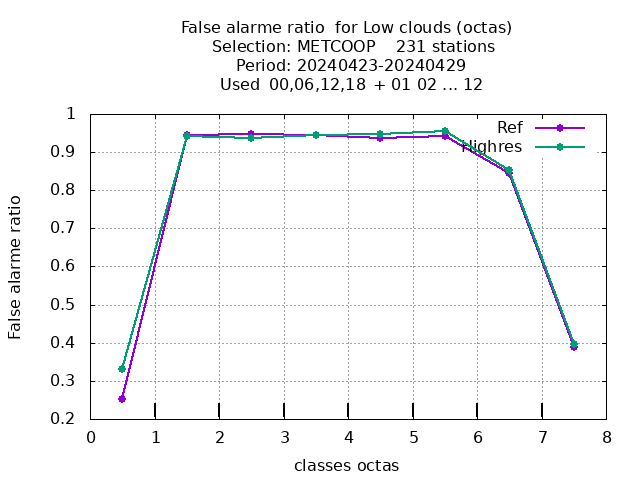 False alarme ratio  for Low clouds (octas)
Selection: METCOOP    231 stations
Period: 20240423-20240429
Used  00,06,12,18  + 01 02 ... 12
1
0.9
0.8
0.7
0.6
0.5
0.4
0.3
0.2
False alarme ratio
Ref
Highres
0 1 2 3 4 5 6 7 8
classes octas